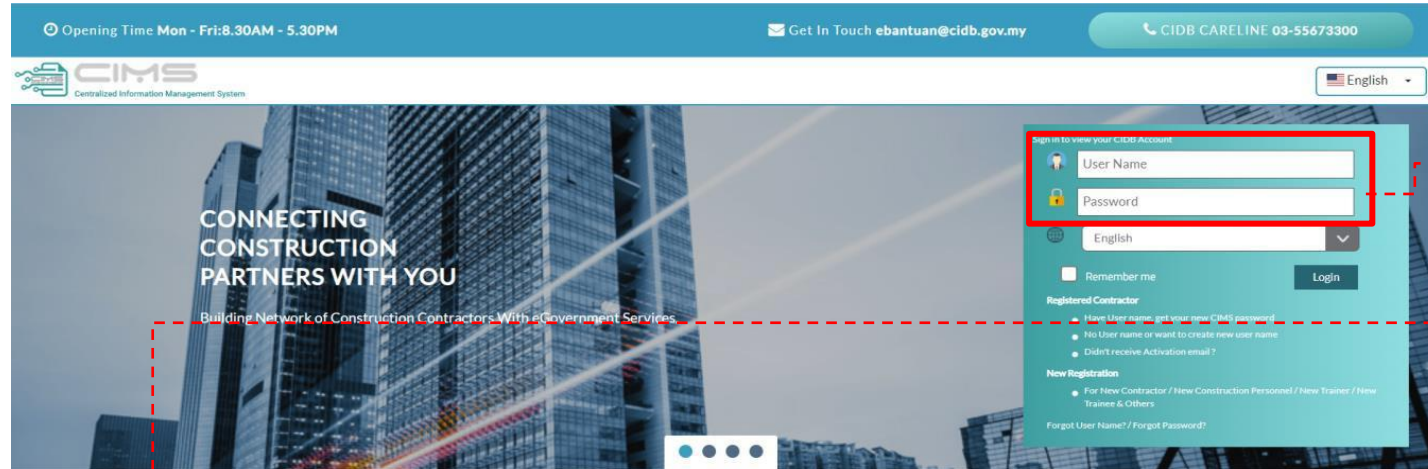 Opening Time Mon - Fri:8.30AM - 5.30PM
Get In Touch ebantuan@cidb.gov.my
CIDB CARELINE 03-55673300
CIMS
Centralized Information Management System
English
CONNECTING
CONSTRUCTION
PARTNERS WITH YOU
Building Network of Construction Contractors With eGovernment Services.
Sign in to view your CIDB Account
User Name
Password
English
Remember me
Login
Registered Contractor
Have User name, get your new CIMS password
No User name or want to create new user name
Didn't receive Activation email ?
New Registration
For New Contractor / New Construction Personnel / New Trainer / New
Trainee & Others
Forgot User Name? / Forgot Password?